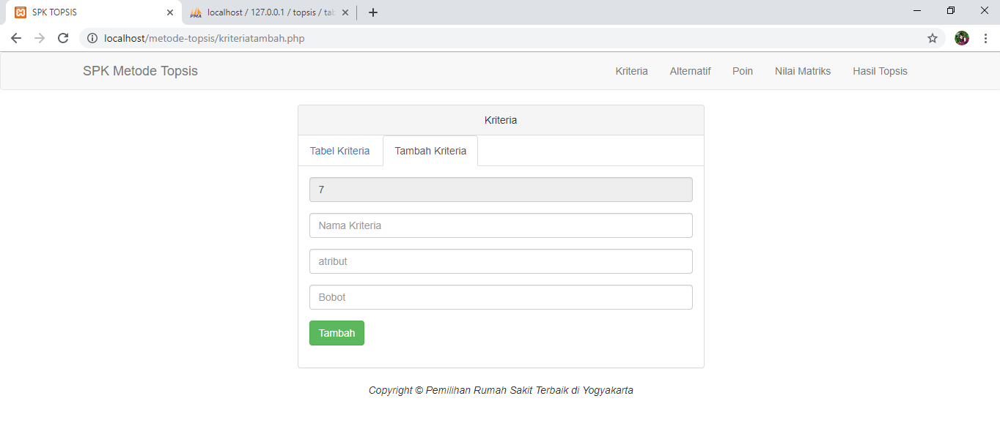 SPK TOPSIS
localhost / 127.0.0.1 / topsis / tab
localhost/metode-topsis/kriteriatambah.php
SPK Metode Topsis Kriteria Alternatif Poin Nilai Matriks Hasil Topsis
Kriteria
Tabel Kriteria Tambah Kriteria
7
Nama Kriteria
atribut
Bobot
Tambah
Copyright © Pemilihan Rumah Sakit Terbaik di Yogyakarta